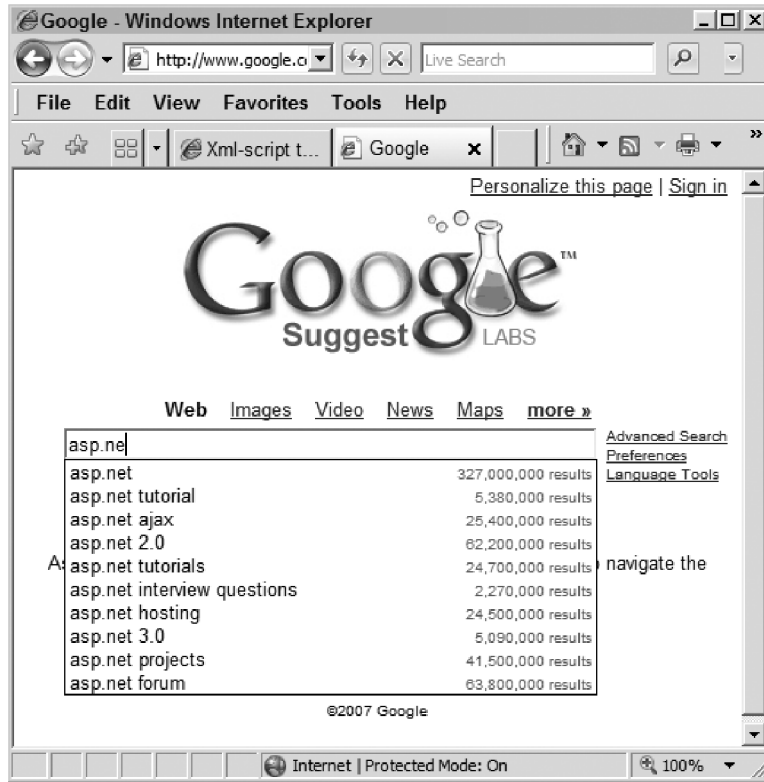 Google - Windows Internet Explorer
http://www.google.c
Live Search
File Edit View Favorites Tools Help
Xml-script t... Google
»
Personalize this page | Sign in
Google™
Suggest LABS
Web Images Video News Maps more »
asp.ne
Advanced Search
Preferences
Language Tools
asp.net 327,000,000 results
asp.net tutorial 5,380,000 results
asp.net ajax 25,400,000 results
asp.net 2.0 62,200,000 results
asp.net tutorials 24,700,000 results
asp.net interview questions 2,270,000 results
asp.net hosting 24,500,000 results
asp.net 3.0 5,090,000 results
asp.net projects 41,500,000 results
asp.net forum 63,800,000 results
navigate the
©2007 Google
Internet | Protected Mode: On
100%